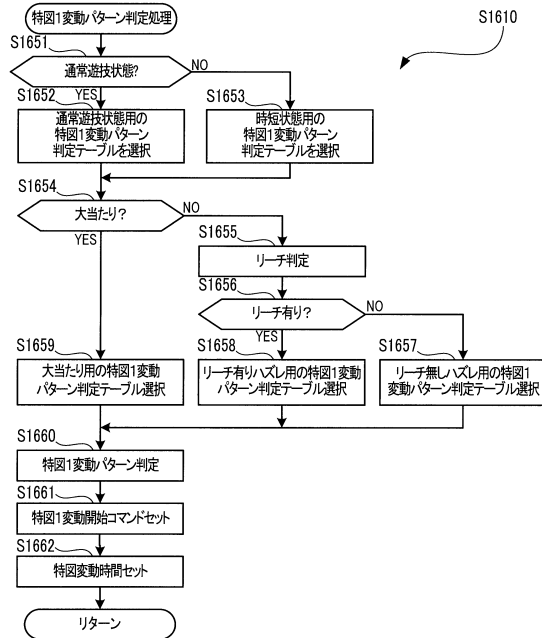 特図1変動パターン判定処理
S1610
S1651
通常遊技状態?
NO
YES
S1652
通常遊技状態用の
特図1変動パターン
判定テーブルを選択
S1653
時短状態用の
特図1変動パターン
判定テーブルを選択
S1654
大当たり?
NO
YES
S1655
リーチ判定
S1656
リーチ有り?
NO
YES
S1659
大当たり用の特図1変動
パターン判定テーブル選択
S1658
リーチ有りハズレ用の特図1変動
パターン判定テーブル選択
S1657
リーチ無しハズレ用の特図1
変動パターン判定テーブル選択
S1660
特図1変動パターン判定
S1661
特図1変動開始コマンドセット
S1662
特図変動時間セット
リターン